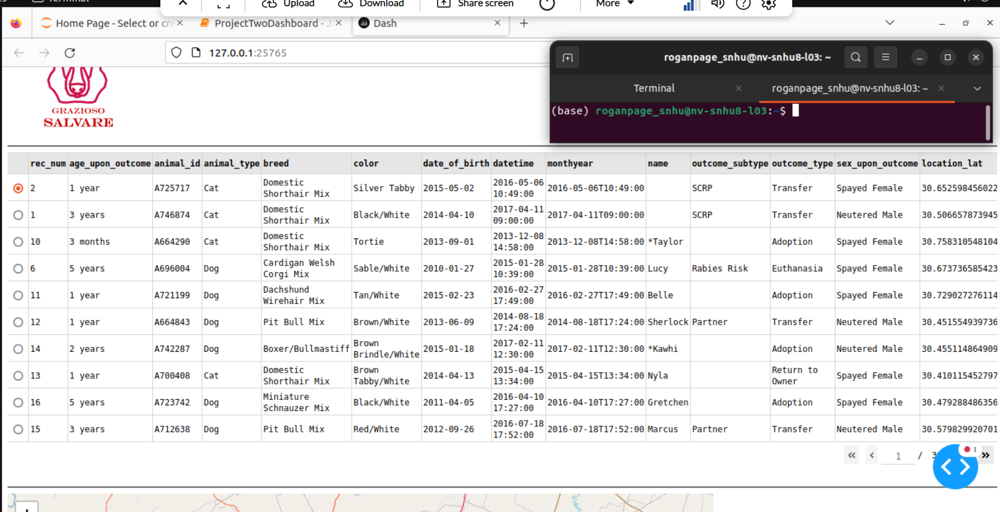 Upload Download Share screen More
Home Page - Select or cre ProjectTwoDashboard - J Dash
127.0.0.1:25765
roganpage_snhu@nv-snhu8-l03: ~
Terminal roganpage_snhu@nv-snhu8-l03: ~
(base) roganpage_snhu@nv-snhu8-l03:~$
GRAZIOSO
SALVARE
rec_num age_upon_outcome animal_id animal_type breed color date_of_birth datetime monthyear name outcome_subtype outcome_type sex_upon_outcome location_lat
2 1 year A725717 Cat Domestic Shorthair Mix Silver Tabby 2015-05-02 2016-05-06 10:49:00 2016-05-06T10:49:00 SCRP Transfer Spayed Female 30.652598456022
1 3 years A746874 Cat Domestic Shorthair Mix Black/White 2014-04-10 2017-04-11 09:00:00 2017-04-11T09:00:00 SCRP Transfer Neutered Male 30.506657873945
10 3 months A664290 Cat Domestic Shorthair Mix Tortie 2013-09-01 2013-12-08 14:58:00 2013-12-08T14:58:00 *Taylor Adoption Spayed Female 30.758310548104
6 5 years A696004 Dog Cardigan Welsh Corgi Mix Sable/White 2010-01-27 2015-01-28 10:39:00 2015-01-28T10:39:00 Lucy Rabies Risk Euthanasia Spayed Female 30.673736585423
11 1 year A721199 Dog Dachshund Wirehair Mix Tan/White 2015-02-23 2016-02-27 17:49:00 2016-02-27T17:49:00 Belle Adoption Spayed Female 30.729027276114
12 1 year A664843 Dog Pit Bull Mix Brown/White 2013-06-09 2014-08-18 17:24:00 2014-08-18T17:24:00 Sherlock Partner Transfer Neutered Male 30.451554939736
14 2 years A742287 Dog Boxer/Bullmastiff Brown Brindle/White 2015-01-18 2017-02-11 12:30:00 2017-02-11T12:30:00 *Kawhi Adoption Neutered Male 30.455114864909
13 1 year A700408 Cat Domestic Shorthair Mix Brown Tabby/White 2014-04-13 2015-04-15 13:34:00 2015-04-15T13:34:00 Nyla Return to Owner Spayed Female 30.410115452797
16 5 years A723742 Dog Miniature Schnauzer Mix Black/White 2011-04-05 2016-04-10 17:27:00 2016-04-10T17:27:00 Gretchen Adoption Spayed Female 30.479288486356
15 3 years A712638 Dog Pit Bull Mix Red/White 2012-09-26 2016-07-18 17:52:00 2016-07-18T17:52:00 Marcus Partner Transfer Neutered Male 30.579829920701
« ‹ 1 / 3 »
1
+